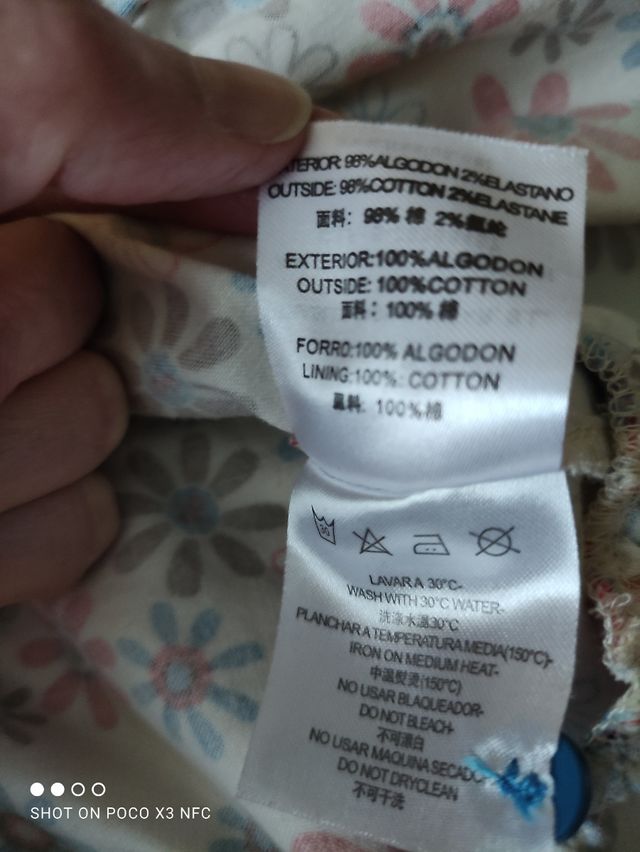 TERIOR: 98%ALGODON 2%ELASTANO
OUTSIDE: 98%COTTON 2%ELASTANE
面料：98% 棉 2%氨纶
EXTERIOR:100%ALGODON
OUTSIDE: 100%COTTON
面料：100% 棉
FORRO:100% ALGODON
LINING:100%: COTTON
里料：100%棉
30
LAVAR A 30°C-
WASH WITH 30°C WATER-
洗涤水温30°C
PLANCHAR A TEMPERATURA MEDIA(150°C)-
IRON ON MEDIUM HEAT-
中温熨烫(150°C)
NO USAR BLAQUEADOR-
DO NOT BLEACH-
不可漂白
NO USAR MAQUINA SECADO
DO NOT DRYCLEAN
不可干洗
SHOT ON POCO X3 NFC